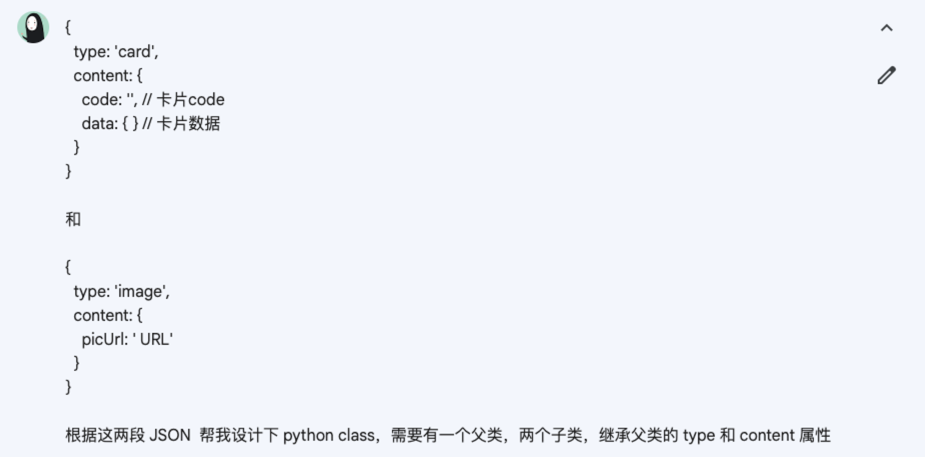 {
type: 'card',
content: {
code: '', // 卡片code
data: { } // 卡片数据
}
}
和
{
type: 'image',
content: {
picUrl: ' URL'
}
}
根据这两段 JSON 帮我设计下 python class，需要有一个父类，两个子类，继承父类的 type 和 content 属性